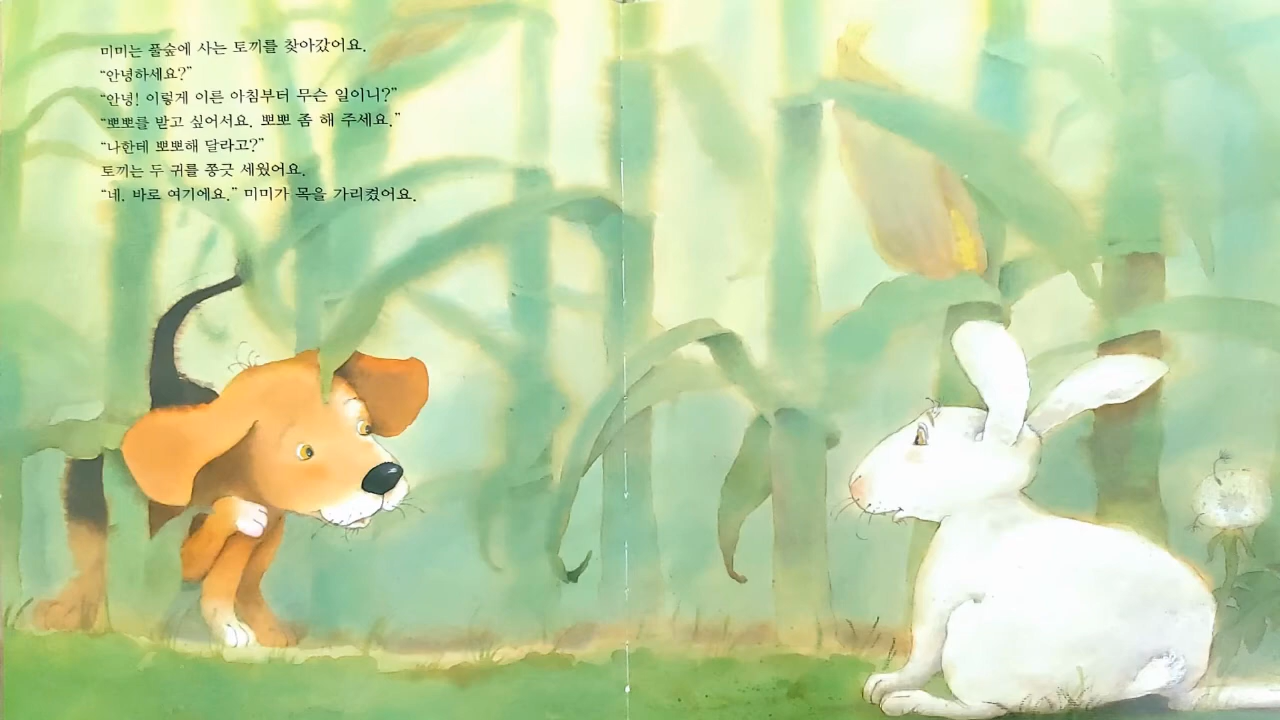 미미는 풀숲에 사는 토끼를 찾아갔어요.
“안녕하세요?”
“안녕! 이렇게 이른 아침부터 무슨 일이니?”
“뽀뽀를 받고 싶어서요. 뽀뽀 좀 해 주세요.”
“나한테 뽀뽀해 달라고?”
토끼는 두 귀를 쫑긋 세웠어요.
“네. 바로 여기에요.” 미미가 목을 가리켰어요.